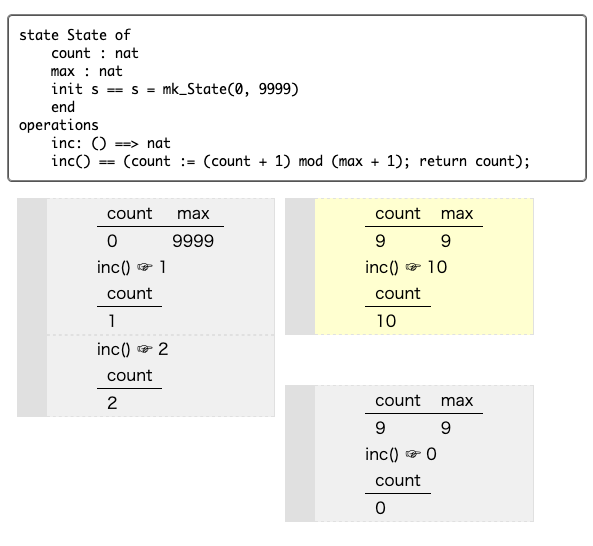 state State of
    count : nat
    max : nat
    init s == s = mk_State(0, 9999)
    end
operations
    inc: () ==> nat
    inc() == (count := (count + 1) mod (max + 1); return count);
count max
0 9999
inc() ☞ 1
count
1
inc() ☞ 2
count
2
count max
9 9
inc() ☞ 10
count
10
count max
9 9
inc() ☞ 0
count
0